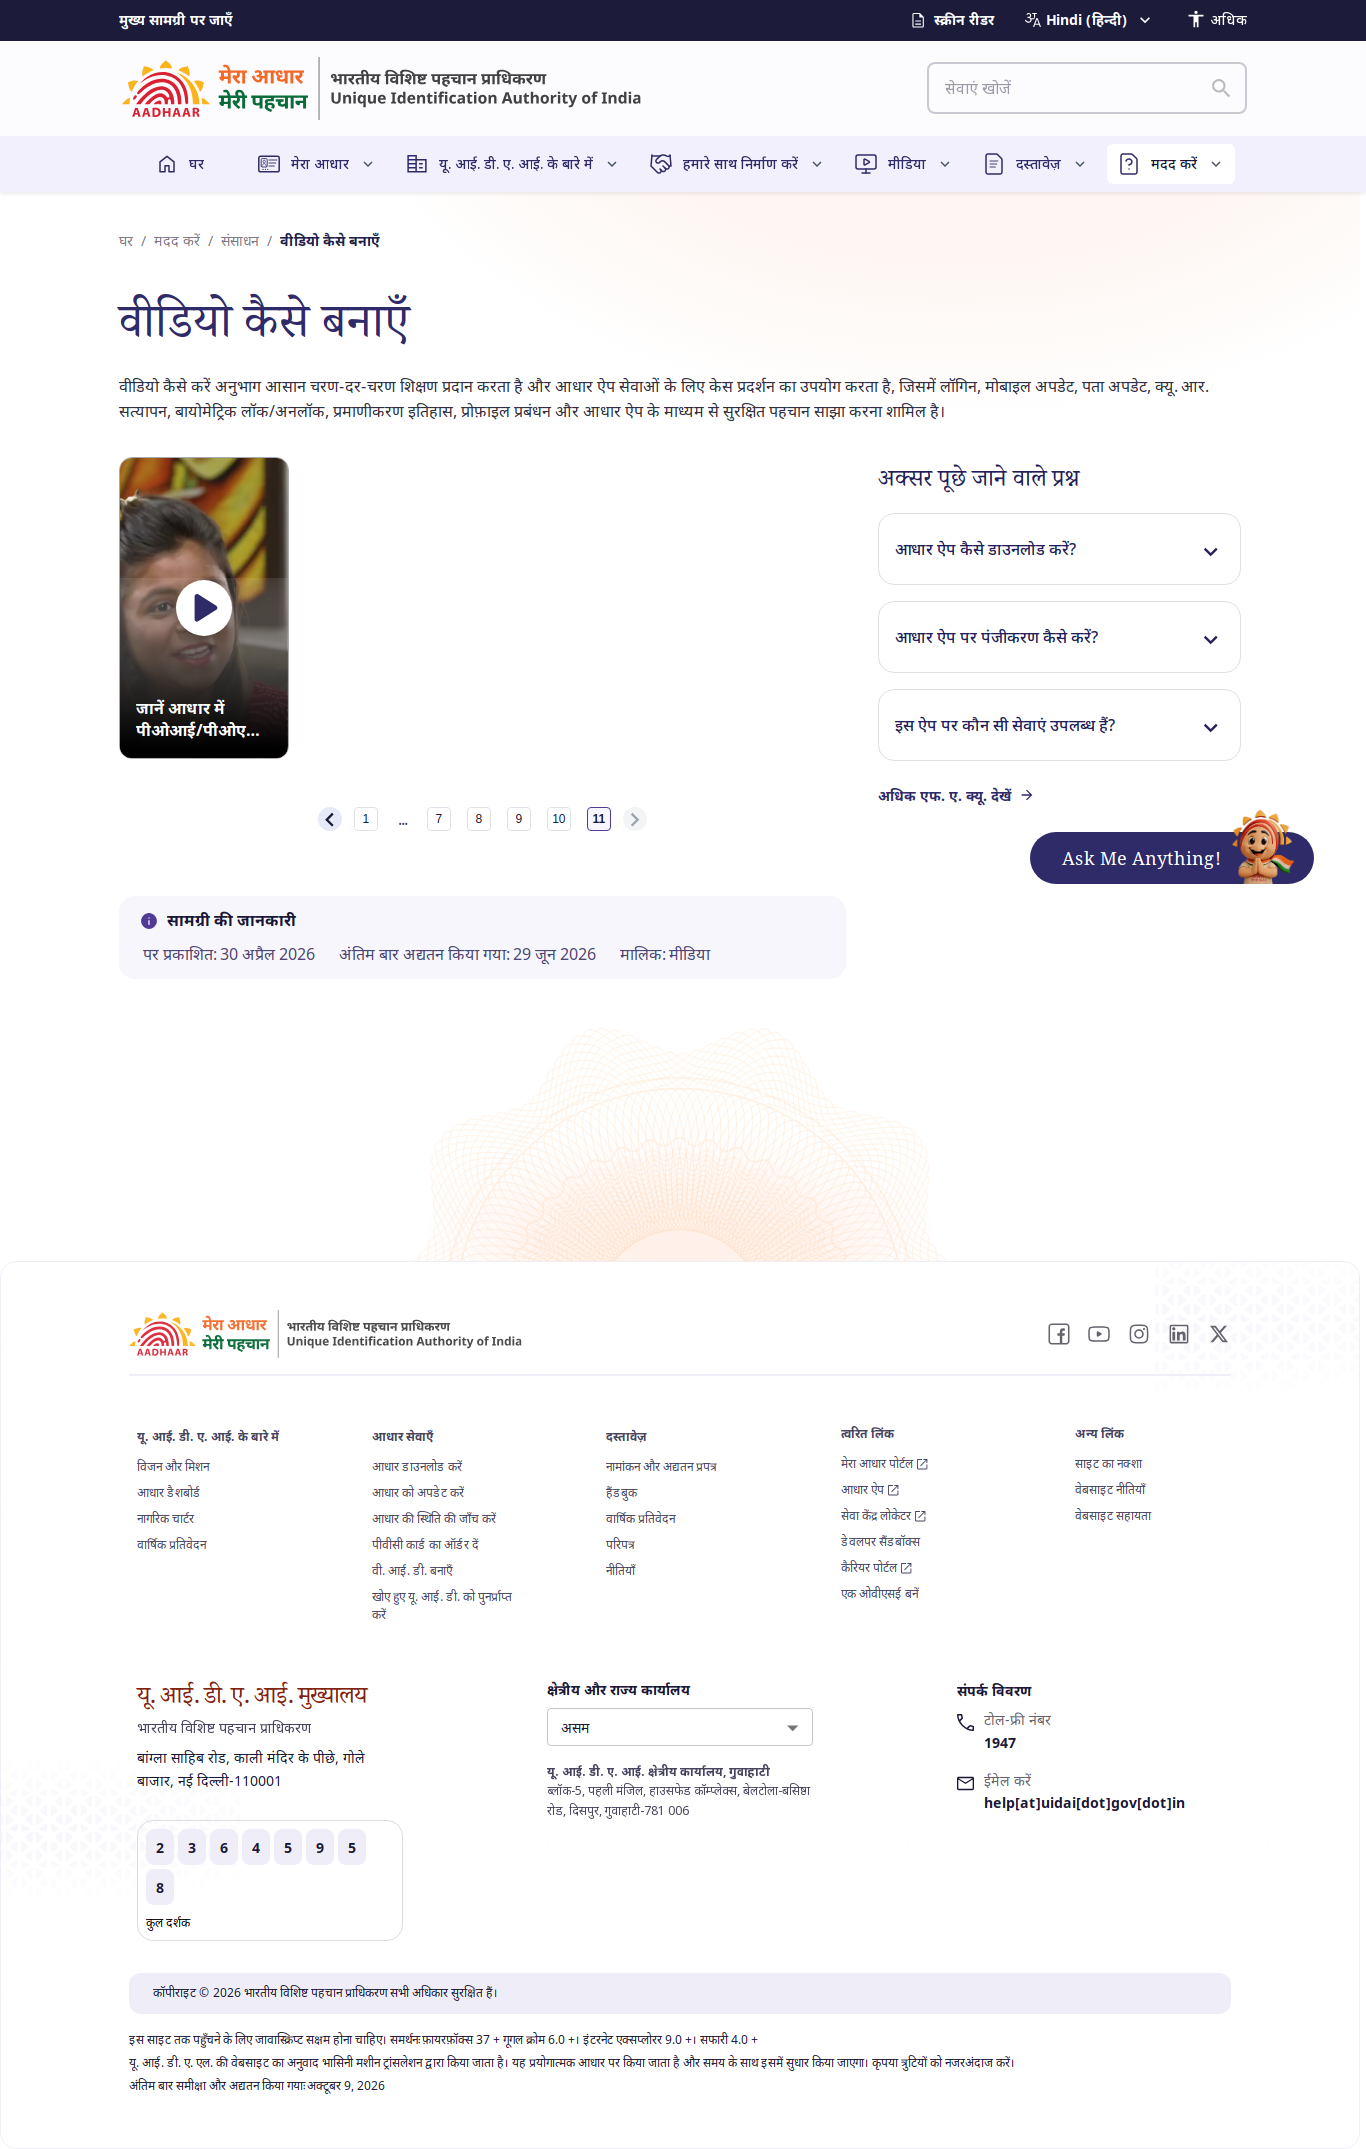 मुख्य सामग्री पर जाएँ
स्क्रीन रीडर
Hindi (हिन्दी)
अधिक
AADHAAR
मेरा आधार
मेरी पहचान
भारतीय विशिष्ट पहचान प्राधिकरण
Unique Identification Authority of India
सेवाएं खोजें
घर
मेरा आधार
यू. आई. डी. ए. आई. के बारे में
हमारे साथ निर्माण करें
मीडिया
दस्तावेज़
मदद करें
घर / मदद करें / संसाधन / वीडियो कैसे बनाएँ
वीडियो कैसे बनाएँ
वीडियो कैसे करें अनुभाग आसान चरण-दर-चरण शिक्षण प्रदान करता है और आधार ऐप सेवाओं के लिए केस प्रदर्शन का उपयोग करता है, जिसमें लॉगिन, मोबाइल अपडेट, पता अपडेट, क्यू. आर.
सत्यापन, बायोमेट्रिक लॉक/अनलॉक, प्रमाणीकरण इतिहास, प्रोफ़ाइल प्रबंधन और आधार ऐप के माध्यम से सुरक्षित पहचान साझा करना शामिल है।
जानें आधार में
पीओआई/पीओए...
1 ... 7 8 9 10 11
अक्सर पूछे जाने वाले प्रश्न
आधार ऐप कैसे डाउनलोड करें?
आधार ऐप पर पंजीकरण कैसे करें?
इस ऐप पर कौन सी सेवाएं उपलब्ध हैं?
अधिक एफ. ए. क्यू. देखें
Ask Me Anything!
सामग्री की जानकारी
पर प्रकाशित: 30 अप्रैल 2026
अंतिम बार अद्यतन किया गया: 29 जून 2026
मालिक: मीडिया
AADHAAR
मेरा आधार
मेरी पहचान
भारतीय विशिष्ट पहचान प्राधिकरण
Unique Identification Authority of India
यू. आई. डी. ए. आई. के बारे में
विजन और मिशन
आधार डैशबोर्ड
नागरिक चार्टर
वार्षिक प्रतिवेदन
आधार सेवाएँ
आधार डाउनलोड करें
आधार को अपडेट करें
आधार की स्थिति की जाँच करें
पीवीसी कार्ड का ऑर्डर दें
वी. आई. डी. बनाएँ
खोए हुए यू. आई. डी. को पुनर्प्राप्त
करें
दस्तावेज़
नामांकन और अद्यतन प्रपत्र
हैंडबुक
वार्षिक प्रतिवेदन
परिपत्र
नीतियाँ
त्वरित लिंक
मेरा आधार पोर्टल
आधार ऐप
सेवा केंद्र लोकेटर
डेवलपर सैंडबॉक्स
कैरियर पोर्टल
एक ओवीएसई बनें
अन्य लिंक
साइट का नक्शा
वेबसाइट नीतियाँ
वेबसाइट सहायता
यू. आई. डी. ए. आई. मुख्यालय
भारतीय विशिष्ट पहचान प्राधिकरण
बांग्ला साहिब रोड, काली मंदिर के पीछे, गोले
बाजार, नई दिल्ली-110001
2 3 6 4 5 9 5
8
कुल दर्शक
क्षेत्रीय और राज्य कार्यालय
असम
यू. आई. डी. ए. आई. क्षेत्रीय कार्यालय, गुवाहाटी
ब्लॉक-5, पहली मंजिल, हाउसफेड कॉम्प्लेक्स, बेलटोला-बसिष्ठा
रोड, दिसपुर, गुवाहाटी-781 006
संपर्क विवरण
टोल-फ्री नंबर
1947
ईमेल करें
help[at]uidai[dot]gov[dot]in
कॉपीराइट © 2026 भारतीय विशिष्ट पहचान प्राधिकरण सभी अधिकार सुरक्षित हैं।
इस साइट तक पहुँचने के लिए जावास्क्रिप्ट सक्षम होना चाहिए। समर्थनः फ़ायरफ़ॉक्स 37 + गूगल क्रोम 6.0 +। इंटरनेट एक्सप्लोरर 9.0 +। सफारी 4.0 +
यू. आई. डी. ए. एल. की वेबसाइट का अनुवाद भासिनी मशीन ट्रांसलेशन द्वारा किया जाता है। यह प्रयोगात्मक आधार पर किया जाता है और समय के साथ इसमें सुधार किया जाएगा। कृपया त्रुटियों को नजरअंदाज करें।
अंतिम बार समीक्षा और अद्यतन किया गयाः अक्टूबर 9, 2026